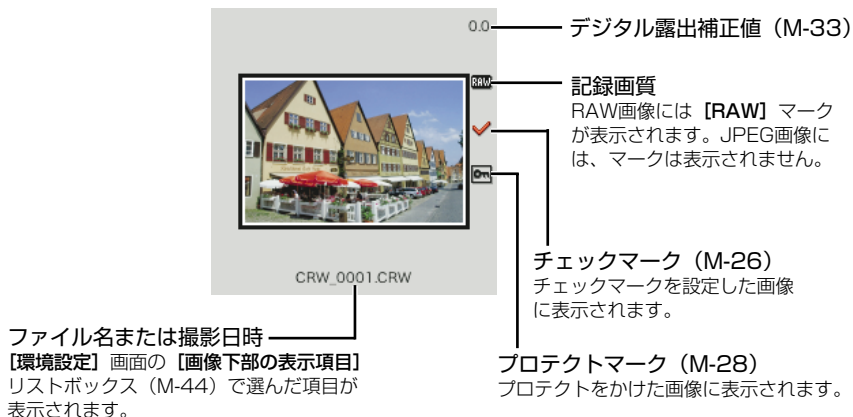 0.0
デジタル露出補正値（M-33）
RAW
記録画質
RAW画像には［RAW］マーク
が表示されます。JPEG画像に
は、マークは表示されません。
チェックマーク（M-26）
チェックマークを設定した画像
に表示されます。
CRW_0001.CRW
ファイル名または撮影日時
［環境設定］画面の［画像下部の表示項目］
リストボックス（M-44）で選んだ項目が
表示されます。
プロテクトマーク（M-28）
プロテクトをかけた画像に表示されます。